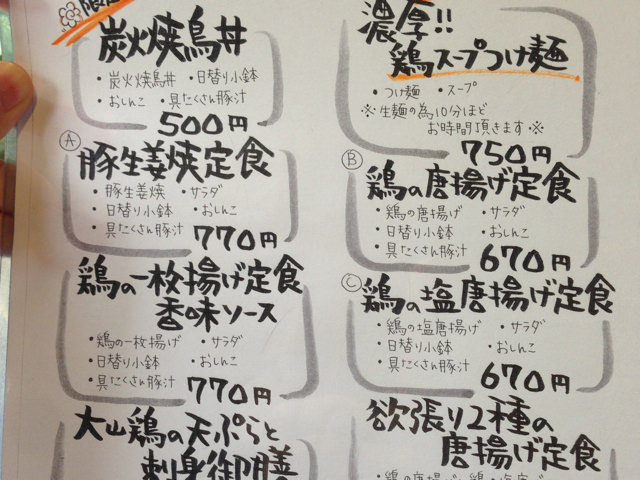 限定
炭火焼鳥丼
・炭火焼鳥丼 ・日替り小鉢
・おしんこ ・具たくさん豚汁
500円
Ⓐ
豚生姜焼定食
・豚生姜焼 ・サラダ
・日替り小鉢 ・おしんこ
・具たくさん豚汁
770円
鶏の一枚揚げ定食
香味ソース
・鶏の一枚揚げ ・サラダ
・日替り小鉢 ・おしんこ
・具たくさん豚汁
770円
大山鶏の天ぷらと
刺身御膳
濃厚!!
鶏スープつけ麺
・つけ麺 ・スープ
※生麺の為10分ほど
お時間頂きます※
750円
Ⓑ
鶏の唐揚げ定食
・鶏の唐揚げ ・サラダ
・日替り小鉢 ・おしんこ
・具たくさん豚汁
670円
Ⓒ
鶏の塩唐揚げ定食
・鶏の塩唐揚げ ・サラダ
・日替り小鉢 ・おしんこ
・具たくさん豚汁
670円
欲張り2種の
唐揚げ定食